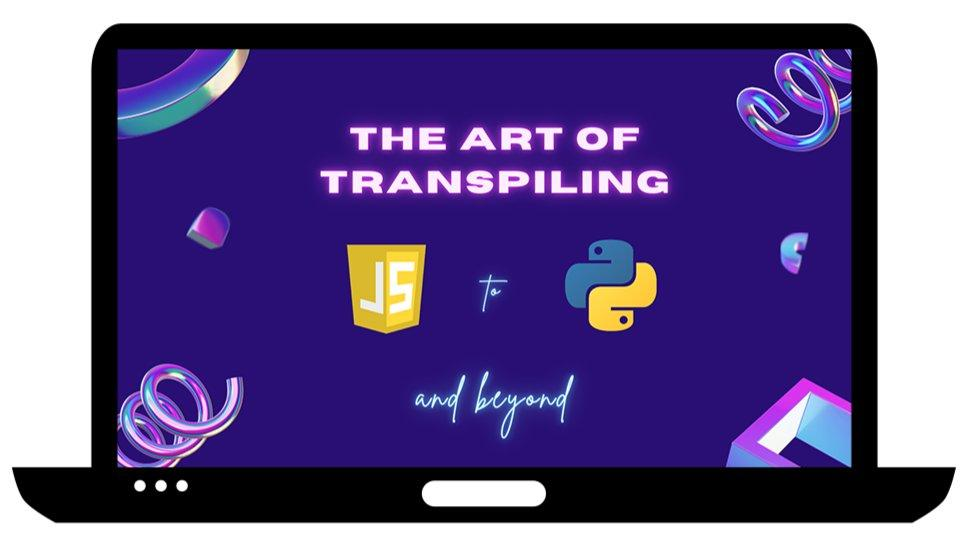 THE ART OF
TRANSPILING
JS to
and beyond